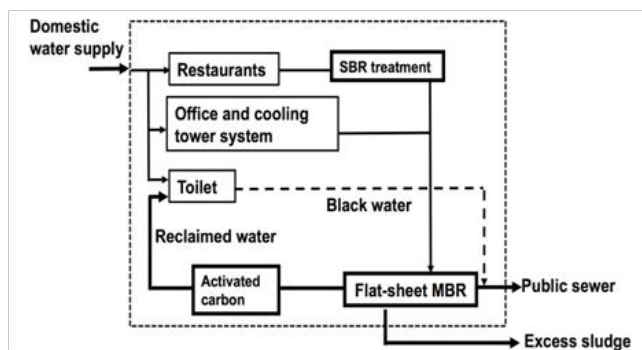 Domestic
water supply
Restaurants
SBR treatment
Office and cooling
tower system
Toilet
Black water
Reclaimed water
Activated
carbon
Flat-sheet MBR
Public sewer
Excess sludge